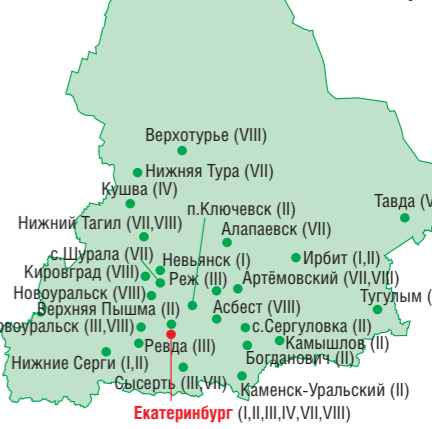 Верхотурье (VIII)
Нижняя Тура (VII)
Кушва (IV)
Тавда (V
п.Ключевск (II)
Нижний Тагил (VII,VIII)
Алапаевск (VII)
с.Шурала (VII)
Невьянск (I)
Ирбит (I,II)
Кировград (VIII)
Реж (III)
Артёмовский (VII,VIII)
Новоуральск (VIII)
Тугулым (
Верхняя Пышма (II)
Асбест (VIII)
воуральск (III,VIII)
с.Сергуловка (II)
Ревда (III)
Камышлов (II)
Нижние Серги (I,II)
Богданович (II)
Сысерть (III,VII)
Каменск-Уральский (II)
Екатеринбург (I,II,III,IV,VII,VIII)